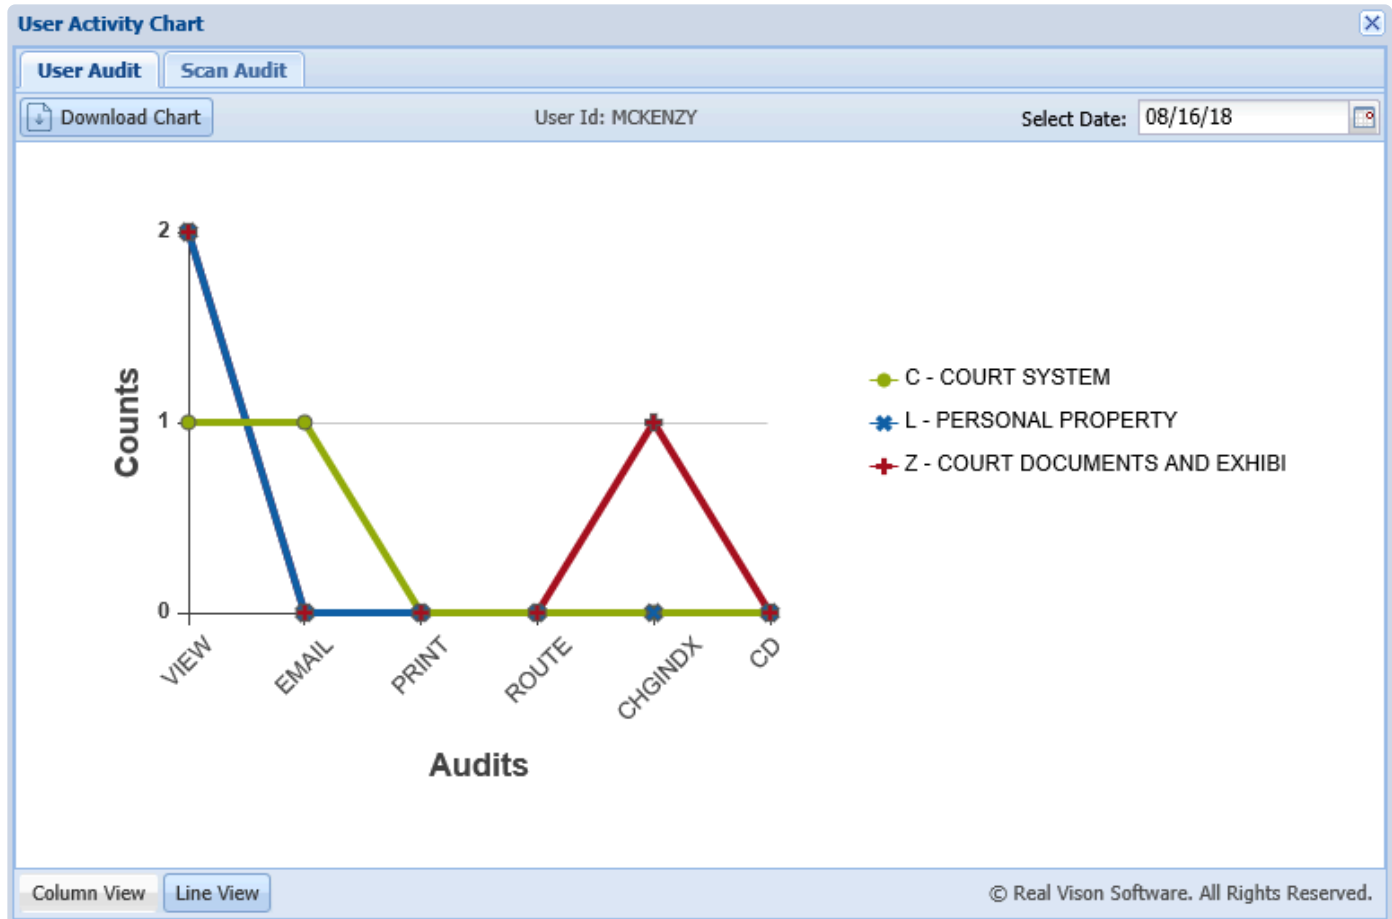 User Activity Chart
User Audit
Scan Audit
Download Chart
User Id: MCKENZY
Select Date:
08/16/18
2
1
0
Counts
VIEW
EMAIL
PRINT
ROUTE
CHGINDX
CD
Audits
C - COURT SYSTEM
L - PERSONAL PROPERTY
Z - COURT DOCUMENTS AND EXHIBI
Column View
Line View
© Real Vison Software. All Rights Reserved.